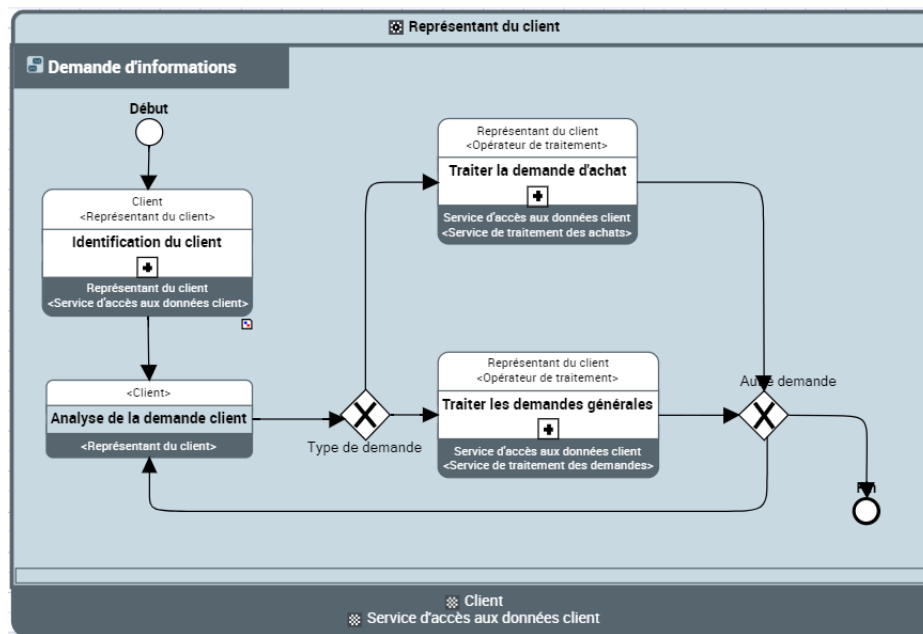 Représentant du client
Demande d'informations
Début
Client
<Représentant du client>
Identification du client
Représentant du client
<Service d'accès aux données client>
<Client>
Analyse de la demande client
<Représentant du client>
Type de demande
Représentant du client
<Opérateur de traitement>
Traiter la demande d'achat
Service d'accès aux données client
<Service de traitement des achats>
Représentant du client
<Opérateur de traitement>
Traiter les demandes générales
Service d'accès aux données client
<Service de traitement des demandes>
Autre demande
Fin
Client
Service d'accès aux données client